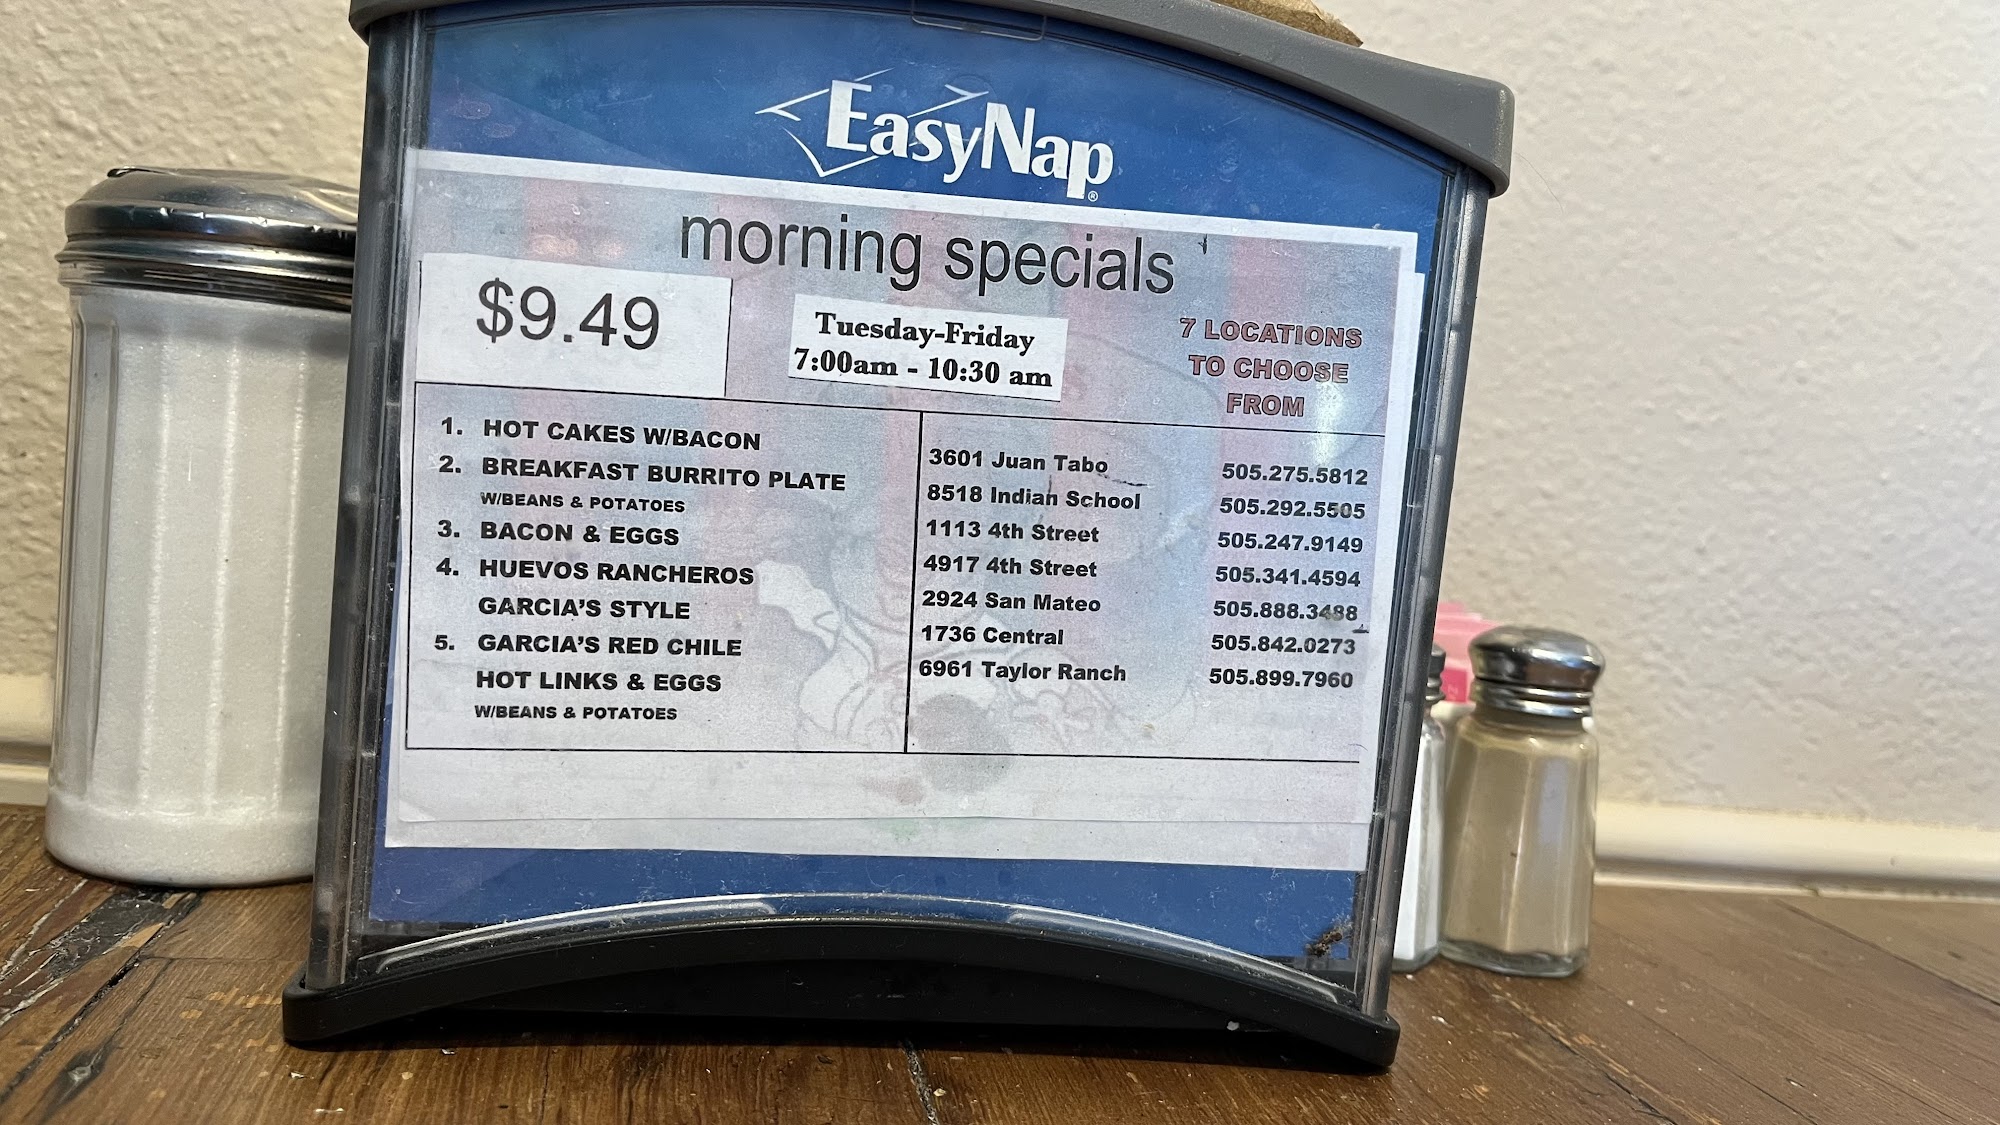 EasyNap®
morning specials
$9.49
Tuesday-Friday
7:00am - 10:30 am
7 LOCATIONS
TO CHOOSE
FROM
1. HOT CAKES W/BACON
2. BREAKFAST BURRITO PLATE
W/BEANS & POTATOES
3. BACON & EGGS
4. HUEVOS RANCHEROS
GARCIA'S STYLE
5. GARCIA'S RED CHILE
HOT LINKS & EGGS
W/BEANS & POTATOES
3601 Juan Tabo 505.275.5812
8518 Indian School 505.292.5505
1113 4th Street 505.247.9149
4917 4th Street 505.341.4594
2924 San Mateo 505.888.3488
1736 Central 505.842.0273
6961 Taylor Ranch 505.899.7960